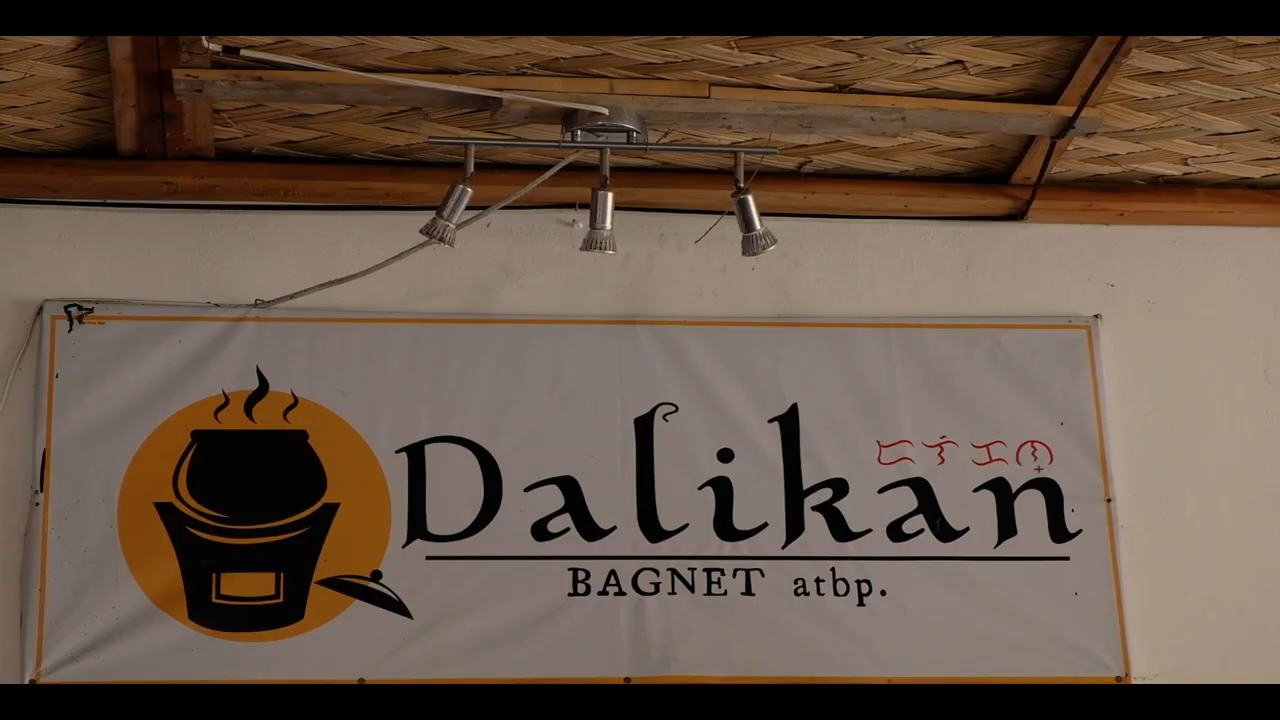 ᜇᜎᜒᜃᜈ᜔
Dalikan
BAGNET atbp.